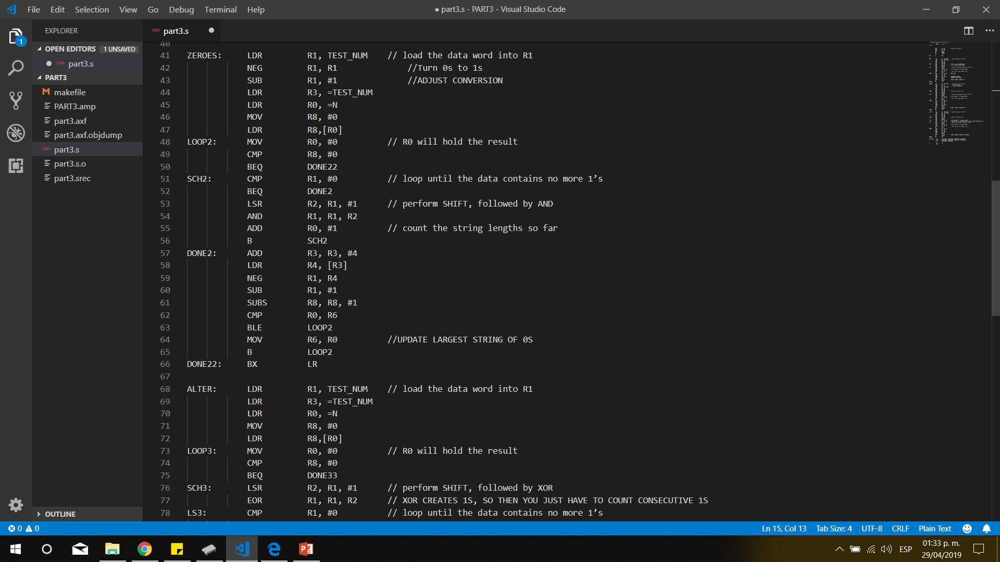 File Edit Selection View Go Debug Terminal Help
● part3.s - PART3 - Visual Studio Code
EXPLORER
OPEN EDITORS 1 UNSAVED
ASM part3.s
PART3
M makefile
PART3.amp
part3.axf
part3.axf.objdump
ASM part3.s
part3.s.o
part3.srec
OUTLINE
1
ASM part3.s
40
41 ZEROES: LDR R1, TEST_NUM // load the data word into R1
42 NEG R1, R1 //Turn 0s to 1s
43 SUB R1, #1 //ADJUST CONVERSION
44 LDR R3, =TEST_NUM
45 LDR R0, =N
46 MOV R8, #0
47 LDR R8,[R0]
48 LOOP2: MOV R0, #0 // R0 will hold the result
49 CMP R8, #0
50 BEQ DONE22
51 SCH2: CMP R1, #0 // loop until the data contains no more 1’s
52 BEQ DONE2
53 LSR R2, R1, #1 // perform SHIFT, followed by AND
54 AND R1, R1, R2
55 ADD R0, #1 // count the string lengths so far
56 B SCH2
57 DONE2: ADD R3, R3, #4
58 LDR R4, [R3]
59 NEG R1, R4
60 SUB R1, #1
61 SUBS R8, R8, #1
62 CMP R0, R6
63 BLE LOOP2
64 MOV R6, R0 //UPDATE LARGEST STRING OF 0S
65 B LOOP2
66 DONE22: BX LR
67
68 ALTER: LDR R1, TEST_NUM // load the data word into R1
69 LDR R3, =TEST_NUM
70 LDR R0, =N
71 MOV R8, #0
72 LDR R8,[R0]
73 LOOP3: MOV R0, #0 // R0 will hold the result
74 CMP R8, #0
75 BEQ DONE33
76 SCH3: LSR R2, R1, #1 // perform SHIFT, followed by XOR
77 EOR R1, R1, R2 // XOR CREATES 1S, SO THEN YOU JUST HAVE TO COUNT CONSECUTIVE 1S
78 LS3: CMP R1, #0 // loop until the data contains no more 1’s
0 0
Ln 15, Col 13 Tab Size: 4 UTF-8 CRLF Plain Text
P
ESP
01:33 p. m.
29/04/2019